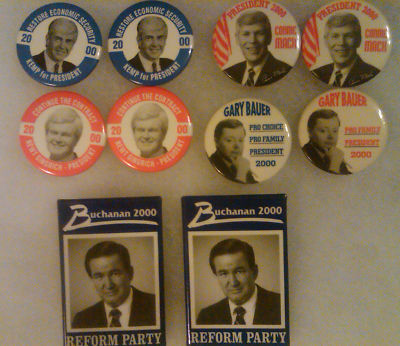 RESTORE ECONOMIC SECURITY
20 00
KEMP for PRESIDENT
RESTORE ECONOMIC SECURITY
20 00
KEMP for PRESIDENT
PRESIDENT 2000
CONNIE
MACK
PRESIDENT 2000
CONNIE
MACK
CONTINUE THE CONTRACT
20 00
NEWT GINGRICH - PRESIDENT
CONTINUE THE CONTRACT
20 00
NEWT GINGRICH - PRESIDENT
GARY BAUER
PRO CHOICE
PRO FAMILY
PRESIDENT
2000
GARY BAUER
PRO FAMILY
PRESIDENT
2000
Buchanan 2000
REFORM PARTY
Buchanan 2000
REFORM PARTY